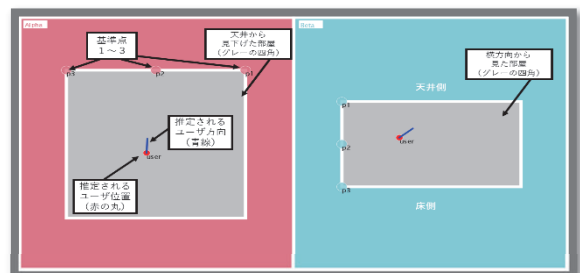 Alpha
基準点
1～3
天井から
見下げた部屋
(グレーの四角)
p3
p2
p1
推定される
ユーザ方向
(青線)
user
推定される
ユーザ位置
(赤の丸)
Beta
横方向から
見た部屋
(グレーの四角)
天井側
p1
user
p2
p3
床側